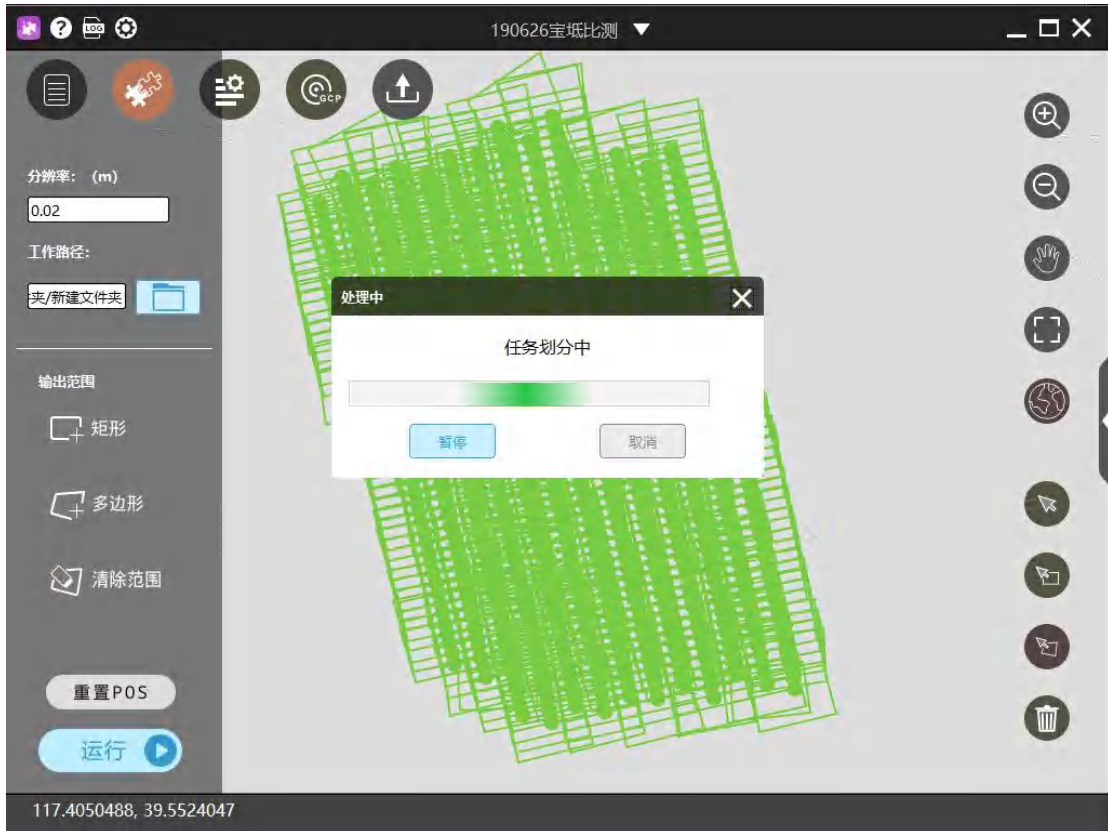 LOG
190626宝坻比测
GCP
分辨率: (m)
0.02
工作路径:
夹/新建文件夹
处理中
任务划分中
暂停
取消
输出范围
矩形
多边形
清除范围
重置POS
运行
117.4050488, 39.5524047